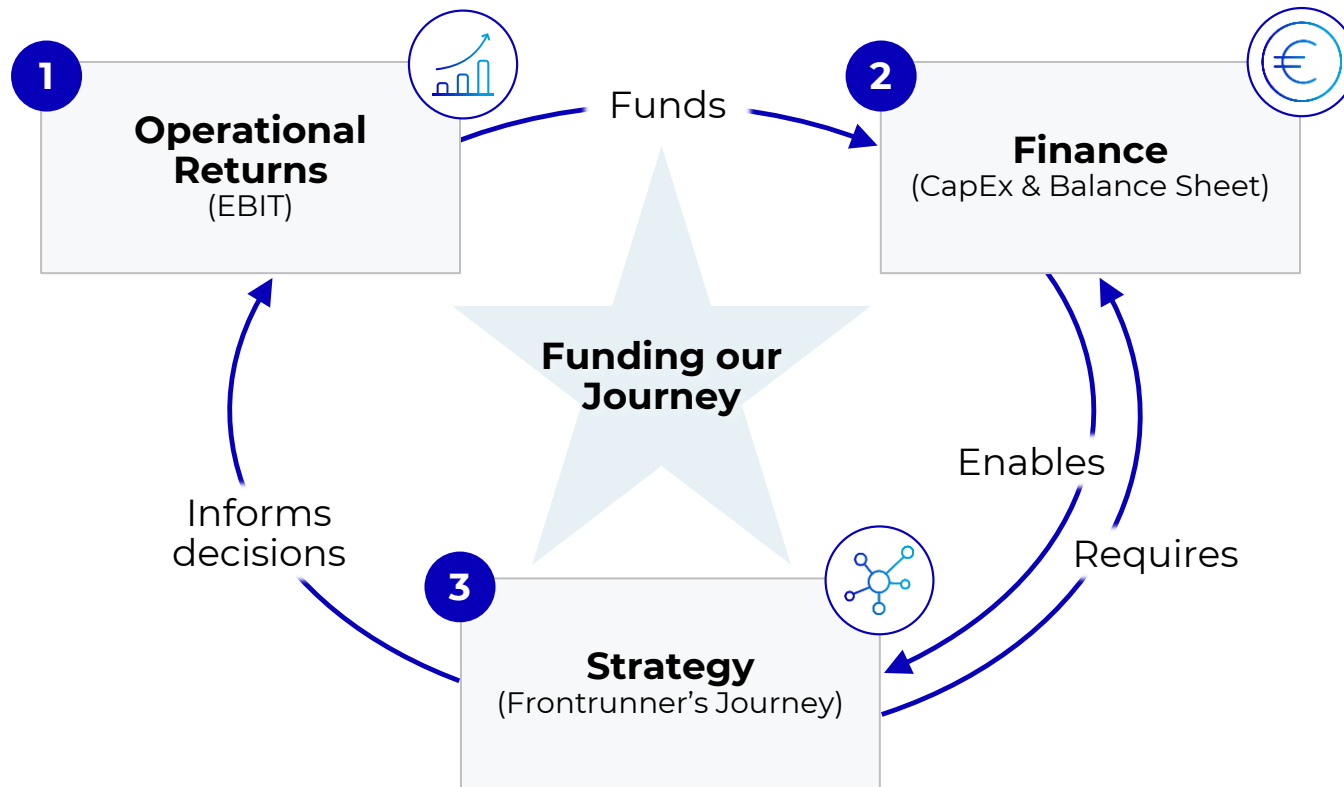 1
Operational
Returns
(EBIT)
Funds
2
€
Finance
(CapEx & Balance Sheet)
Funding our
Journey
Enables
Requires
Informs
decisions
3
Strategy
(Frontrunner’s Journey)